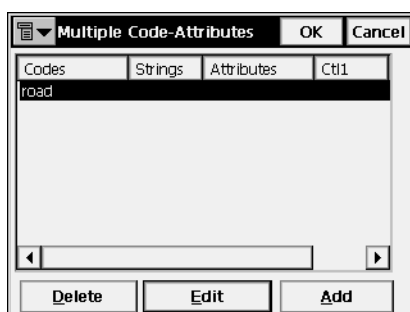 Multiple Code-Attributes OK Cancel
Codes Strings Attributes Ctl1
road
Delete Edit Add